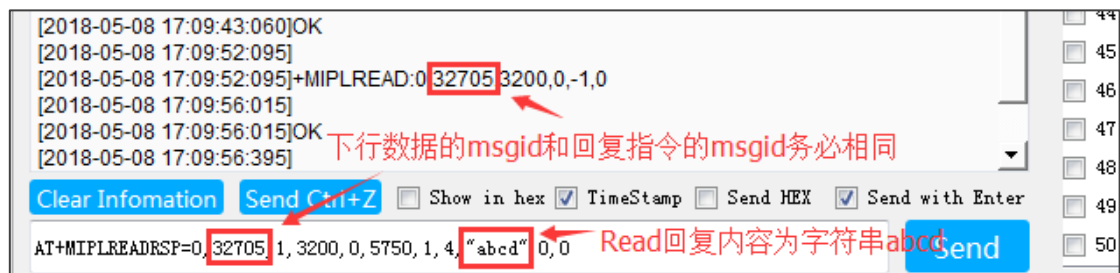 [2018-05-08 17:09:43:060]OK
[2018-05-08 17:09:52:095]
[2018-05-08 17:09:52:095]+MIPLREAD:0,32705,3200,0,-1,0
[2018-05-08 17:09:56:015]
[2018-05-08 17:09:56:015]OK
[2018-05-08 17:09:56:395]
下行数据的msgid和回复指令的msgid务必相同
Clear Infomation Send Ctrl+Z Show in hex TimeStamp Send HEX Send with Enter
AT+MIPLREADRSP=0,32705,1,3200,0,5750,1,4,"abcd",0,0
Read回复内容为字符串abcd
Send
44
45
46
47
48
49
50